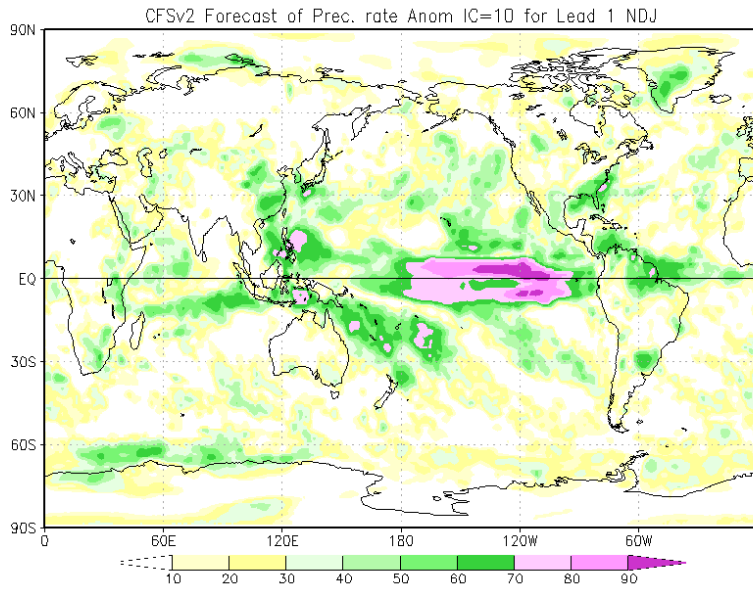 CFSv2 Forecast of Prec. rate Anom IC=10 for Lead 1 NDJ
90N
60N
30N
EQ
30S
60S
90S
0 60E 120E 180 120W 60W
10 20 30 40 50 60 70 80 90